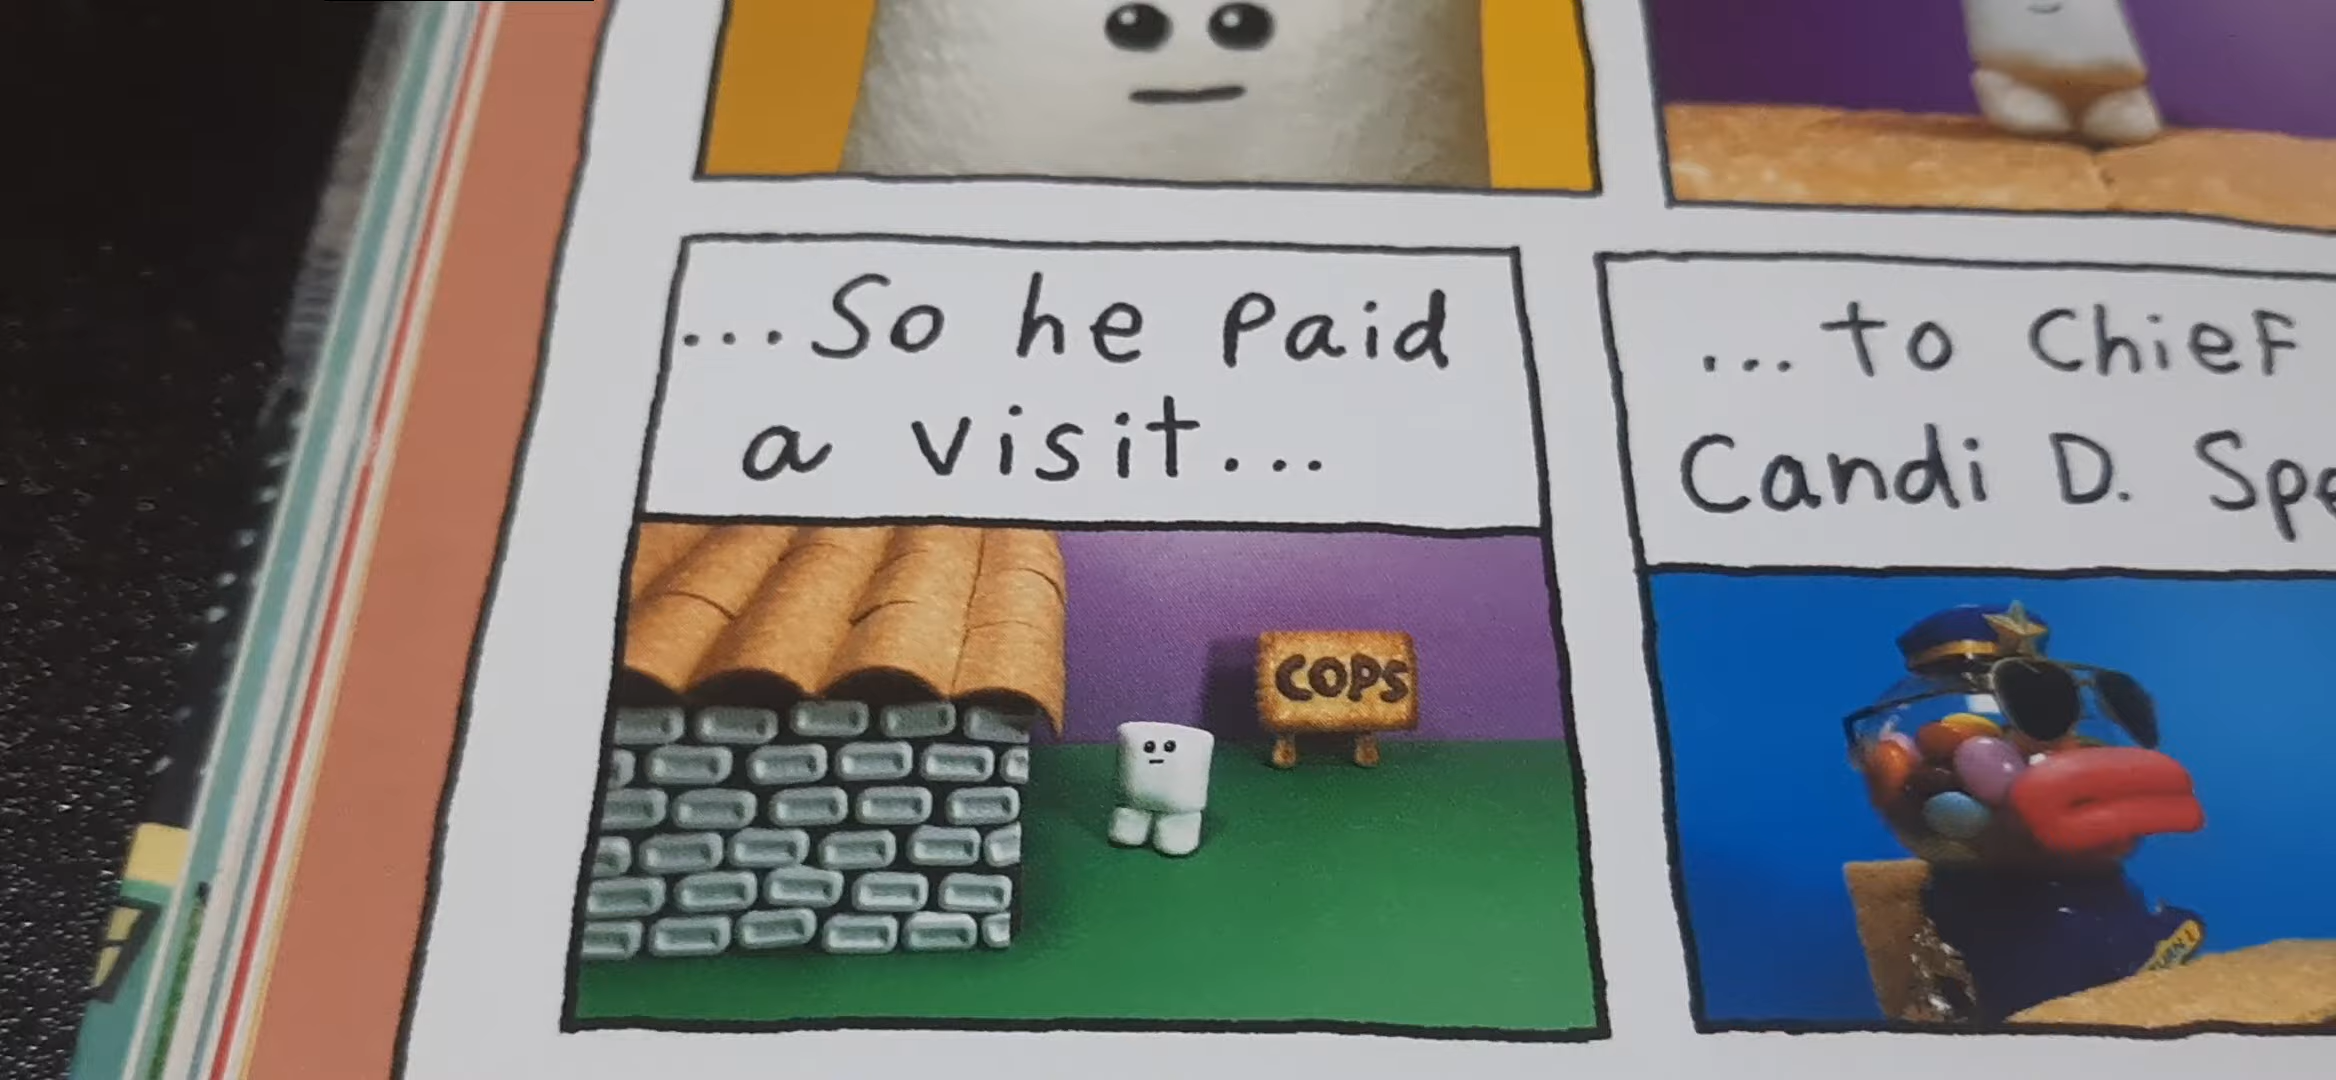 ...So he Paid
a visit...
...to Chief
Candi D.
COPS